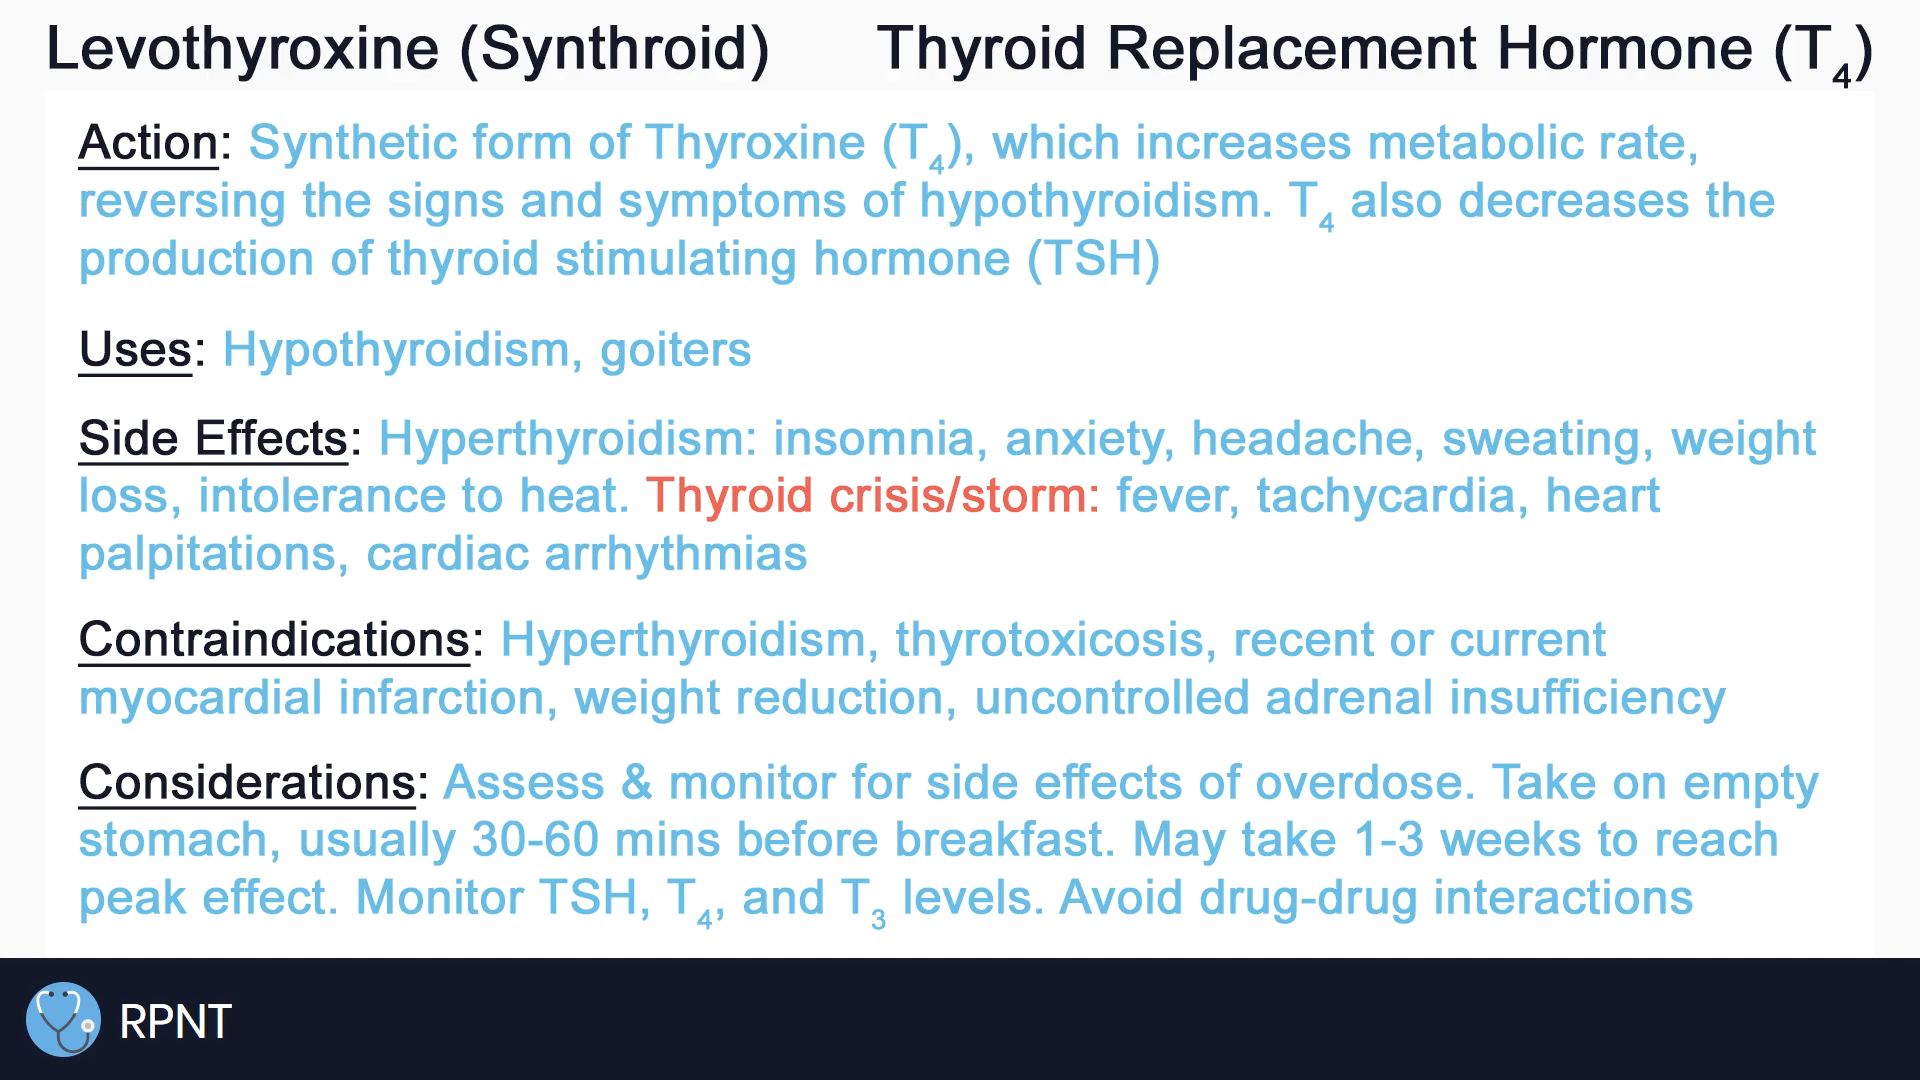 Levothyroxine (Synthroid) Thyroid Replacement Hormone (T₄)
Action: Synthetic form of Thyroxine (T₄), which increases metabolic rate,
reversing the signs and symptoms of hypothyroidism. T₄ also decreases the
production of thyroid stimulating hormone (TSH)
Uses: Hypothyroidism, goiters
Side Effects: Hyperthyroidism: insomnia, anxiety, headache, sweating, weight
loss, intolerance to heat. Thyroid crisis/storm: fever, tachycardia, heart
palpitations, cardiac arrhythmias
Contraindications: Hyperthyroidism, thyrotoxicosis, recent or current
myocardial infarction, weight reduction, uncontrolled adrenal insufficiency
Considerations: Assess & monitor for side effects of overdose. Take on empty
stomach, usually 30-60 mins before breakfast. May take 1-3 weeks to reach
peak effect. Monitor TSH, T₄, and T₃ levels. Avoid drug-drug interactions
RPNT